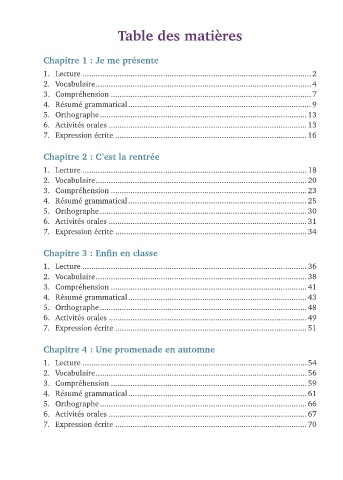 Table des matières
Chapitre 1 : Je me présente
1. Lecture ........ 2
2. Vocabulaire ........ 4
3. Compréhension ........ 7
4. Résumé grammatical ........ 9
5. Orthographe ........ 13
6. Activités orales ........ 13
7. Expression écrite ........ 16
Chapitre 2 : C'est la rentrée
1. Lecture ........ 18
2. Vocabulaire ........ 20
3. Compréhension ........ 23
4. Résumé grammatical ........ 25
5. Orthographe ........ 30
6. Activités orales ........ 31
7. Expression écrite ........ 34
Chapitre 3 : Enfin en classe
1. Lecture ........ 36
2. Vocabulaire ........ 38
3. Compréhension ........ 41
4. Résumé grammatical ........ 43
5. Orthographe ........ 48
6. Activités orales ........ 49
7. Expression écrite ........ 51
Chapitre 4 : Une promenade en automne
1. Lecture ........ 54
2. Vocabulaire ........ 56
3. Compréhension ........ 59
4. Résumé grammatical ........ 61
5. Orthographe ........ 66
6. Activités orales ........ 67
7. Expression écrite ........ 70